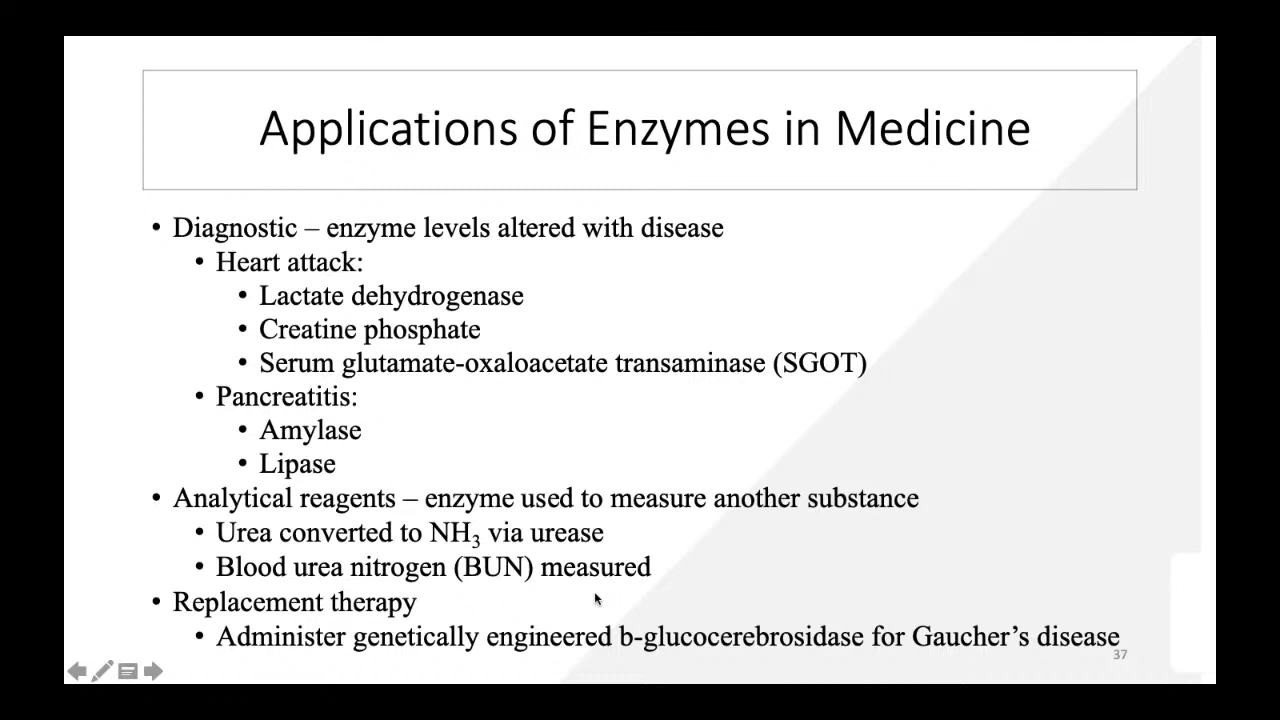 Applications of Enzymes in Medicine
• Diagnostic – enzyme levels altered with disease
• Heart attack:
• Lactate dehydrogenase
• Creatine phosphate
• Serum glutamate-oxaloacetate transaminase (SGOT)
• Pancreatitis:
• Amylase
• Lipase
• Analytical reagents – enzyme used to measure another substance
• Urea converted to NH₃ via urease
• Blood urea nitrogen (BUN) measured
• Replacement therapy
• Administer genetically engineered b-glucocerebrosidase for Gaucher’s disease
37